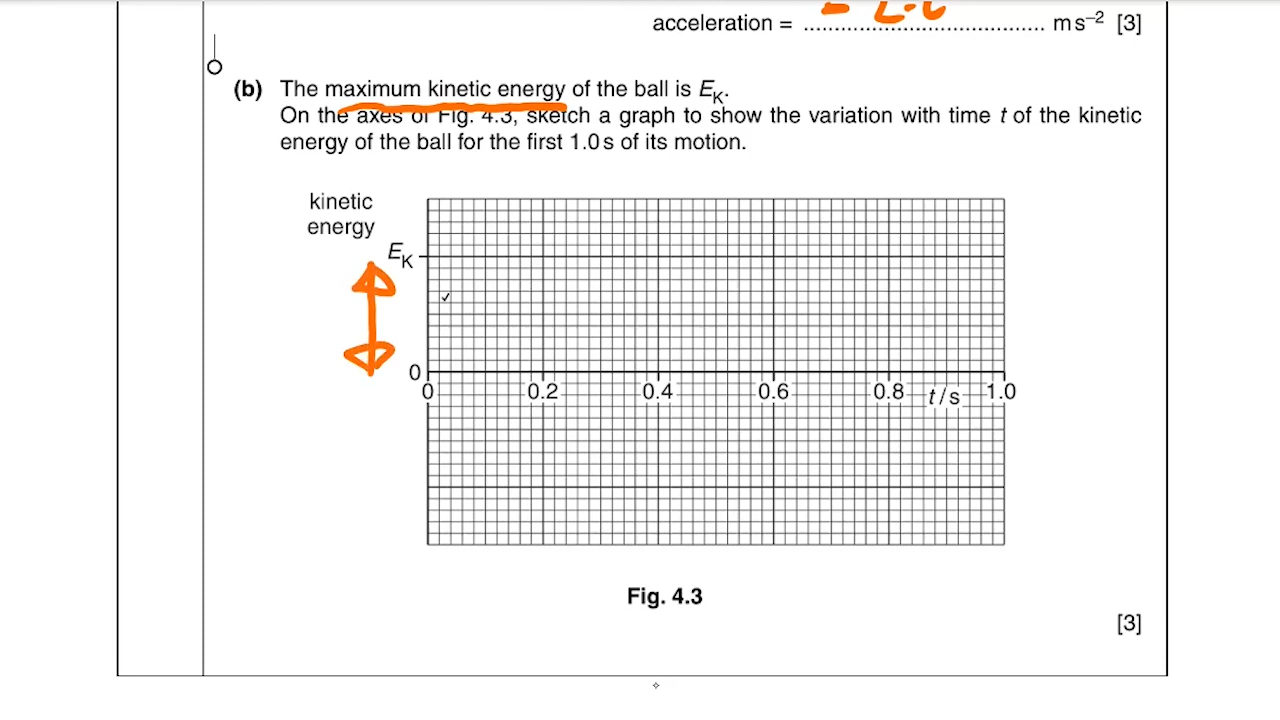 acceleration = ........................................ m s⁻² [3]
(b) The maximum kinetic energy of the ball is E_K.
On the axes of Fig. 4.3, sketch a graph to show the variation with time t of the kinetic
energy of the ball for the first 1.0 s of its motion.
kinetic
energy
E_K
0
0 0.2 0.4 0.6 0.8 t / s 1.0
Fig. 4.3
[3]